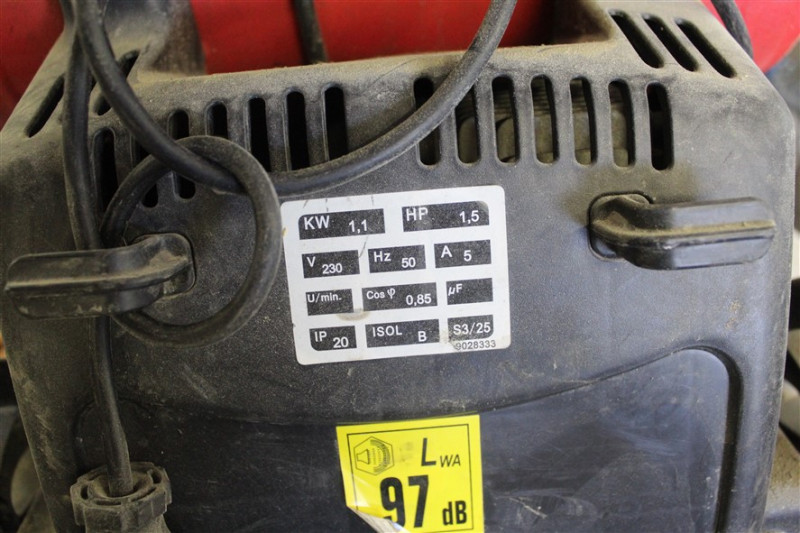 KW 1,1 HP 1,5
V 230 Hz 50 A 5
U/min. Cos φ 0,85 µF
IP 20 ISOL B S3/25
9028333
LWA
97 dB